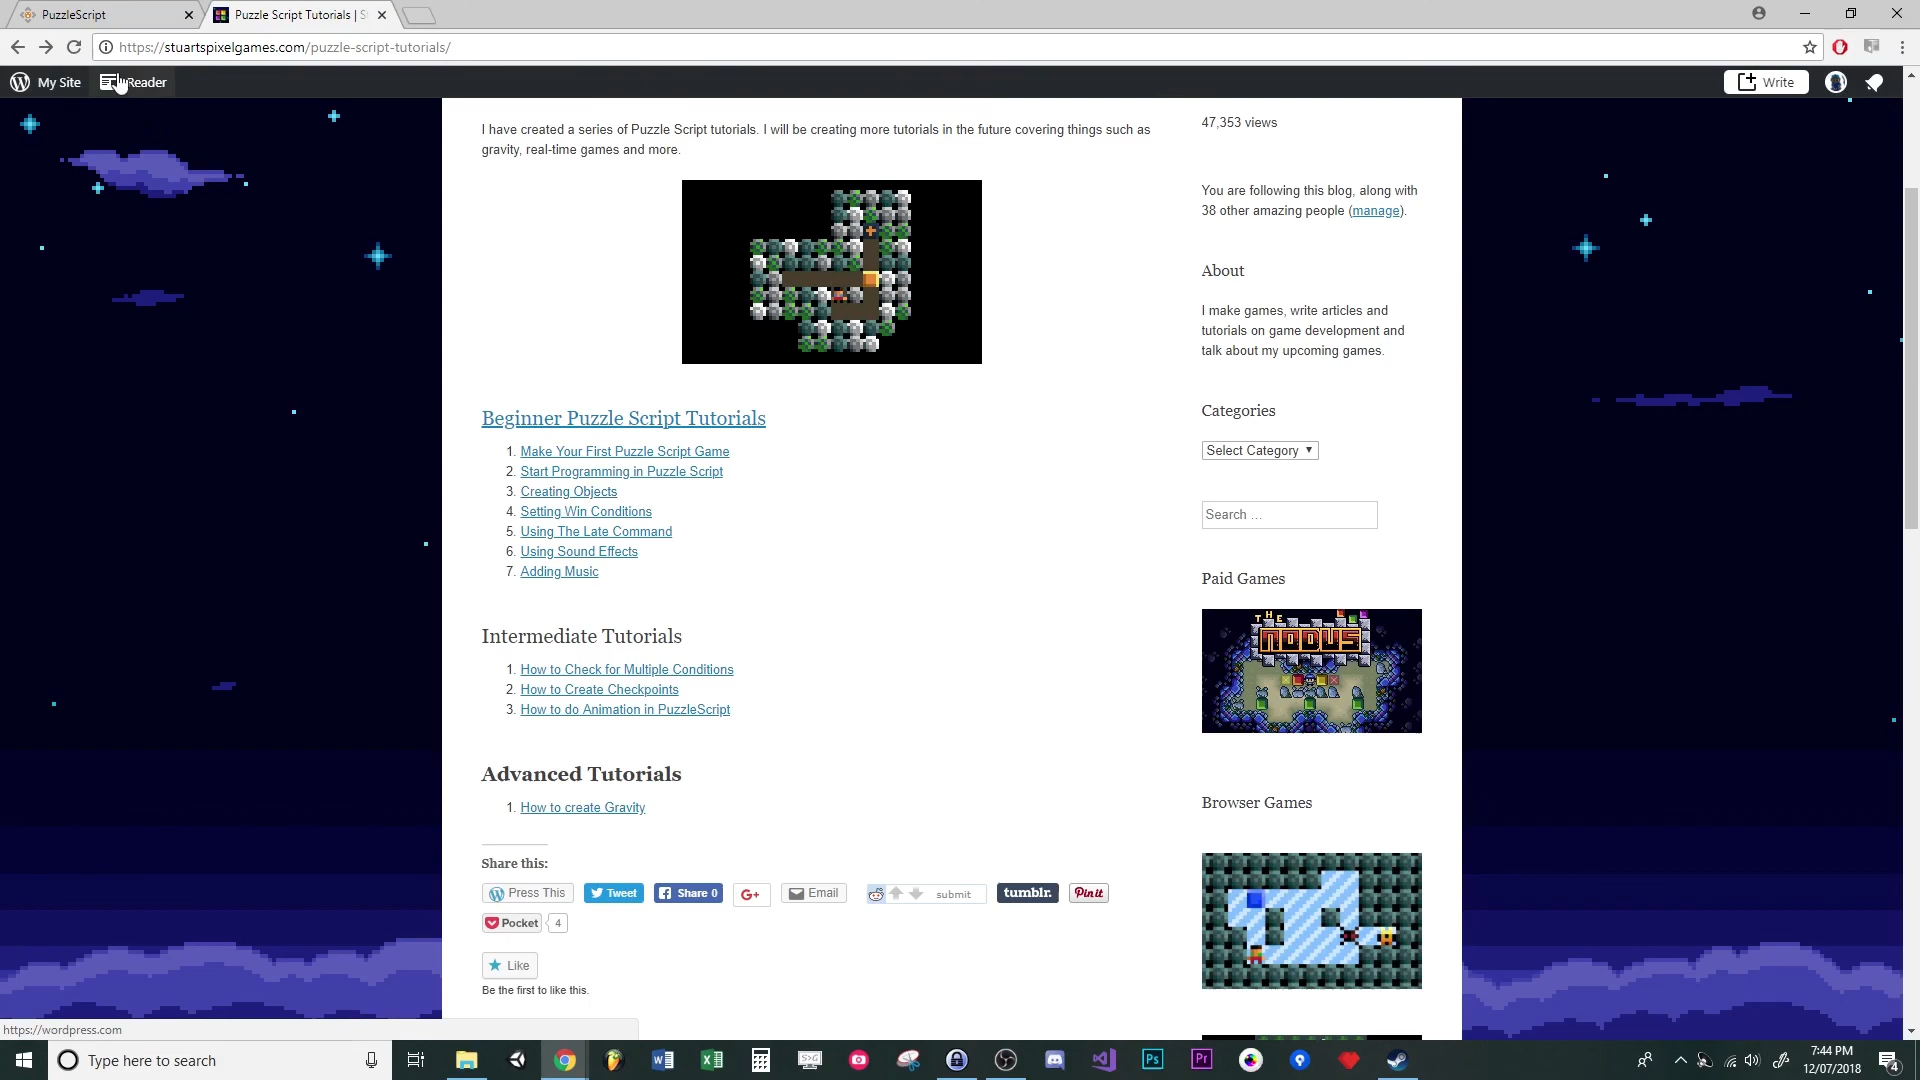 PuzzleScript
Puzzle Script Tutorials | S
https://stuartspixelgames.com/puzzle-script-tutorials/
My Site
Reader
Write
I have created a series of Puzzle Script tutorials. I will be creating more tutorials in the future covering things such as
gravity, real-time games and more.
Beginner Puzzle Script Tutorials
1. Make Your First Puzzle Script Game
2. Start Programming in Puzzle Script
3. Creating Objects
4. Setting Win Conditions
5. Using The Late Command
6. Using Sound Effects
7. Adding Music
Intermediate Tutorials
1. How to Check for Multiple Conditions
2. How to Create Checkpoints
3. How to do Animation in PuzzleScript
Advanced Tutorials
1. How to create Gravity
Share this:
Press This
Tweet
Share 0
G+
Email
submit
tumblr.
Pinit
Pocket
4
Like
Be the first to like this.
47,353 views
You are following this blog, along with
38 other amazing people (manage).
About
I make games, write articles and
tutorials on game development and
talk about my upcoming games.
Categories
Select Category
Search …
Paid Games
THE
NODUS
Browser Games
https://wordpress.com
Type here to search
S>G
Ps
Pr
7:44 PM
12/07/2018
4